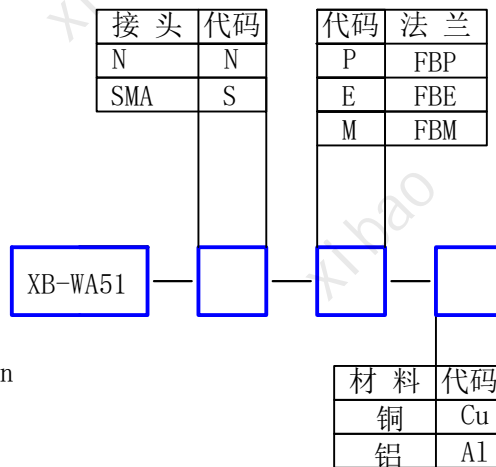 接 头 代码
N N
SMA S
代码 法 兰
P FBP
E FBE
M FBM
xibao
XB-WA51
n
材 料 代码
铜 Cu
铝 Al